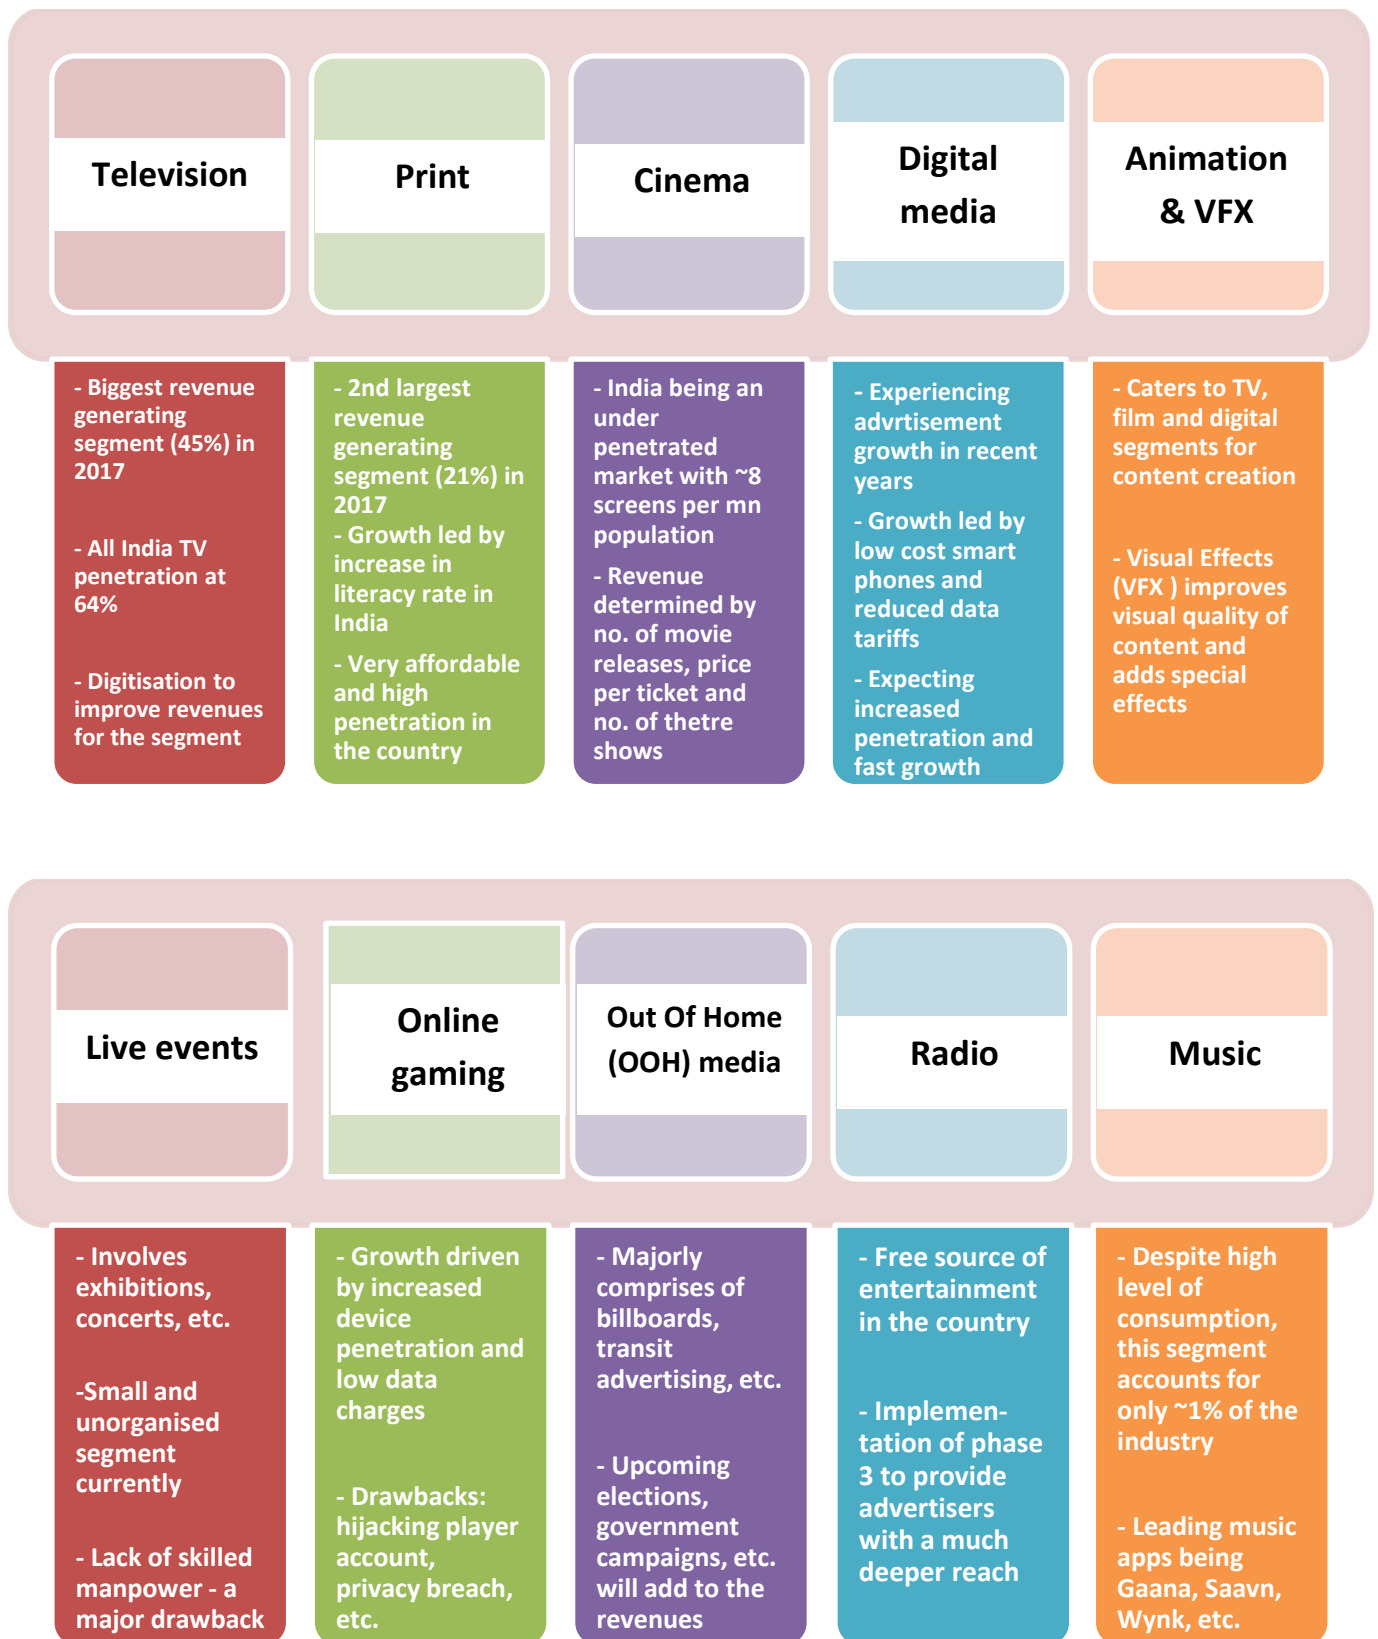 Television
- Biggest revenue
generating
segment (45%) in
2017
- All India TV
penetration at
64%
- Digitisation to
improve revenues
for the segment
Print
- 2nd largest
revenue
generating
segment (21%) in
2017
- Growth led by
increase in
literacy rate in
India
- Very affordable
and high
penetration in
the country
Cinema
- India being an
under
penetrated
market with ~8
screens per mn
population
- Revenue
determined by
no. of movie
releases, price
per ticket and
no. of thetre
shows
Digital
media
- Experiencing
advrtisement
growth in recent
years
- Growth led by
low cost smart
phones and
reduced data
tariffs
- Expecting
increased
penetration and
fast growth
Animation
& VFX
- Caters to TV,
film and digital
segments for
content creation
- Visual Effects
(VFX ) improves
visual quality of
content and
adds special
effects
Live events
- Involves
exhibitions,
concerts, etc.
-Small and
unorganised
segment
currently
- Lack of skilled
manpower - a
major drawback
Online
gaming
- Growth driven
by increased
device
penetration and
low data
charges
- Drawbacks:
hijacking player
account,
privacy breach,
etc.
Out Of Home
(OOH) media
- Majorly
comprises of
billboards,
transit
advertising, etc.
- Upcoming
elections,
government
campaigns, etc.
will add to the
revenues
Radio
- Free source of
entertainment
in the country
- Implemen-
tation of phase
3 to provide
advertisers
with a much
deeper reach
Music
- Despite high
level of
consumption,
this segment
accounts for
only ~1% of the
industry
- Leading music
apps being
Gaana, Saavn,
Wynk, etc.